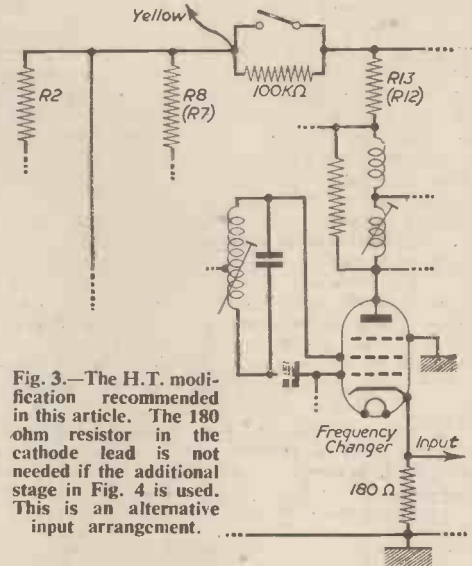 Yellow
R2
R8
(R7)
100KΩ
R13
(R12)
Fig. 3.—The H.T. modi-
fication recommended
in this article. The 180
ohm resistor in the
cathode lead is not
needed if the additional
stage in Fig. 4 is used.
This is an alternative
input arrangement.
Frequency
Changer
Input
180 Ω